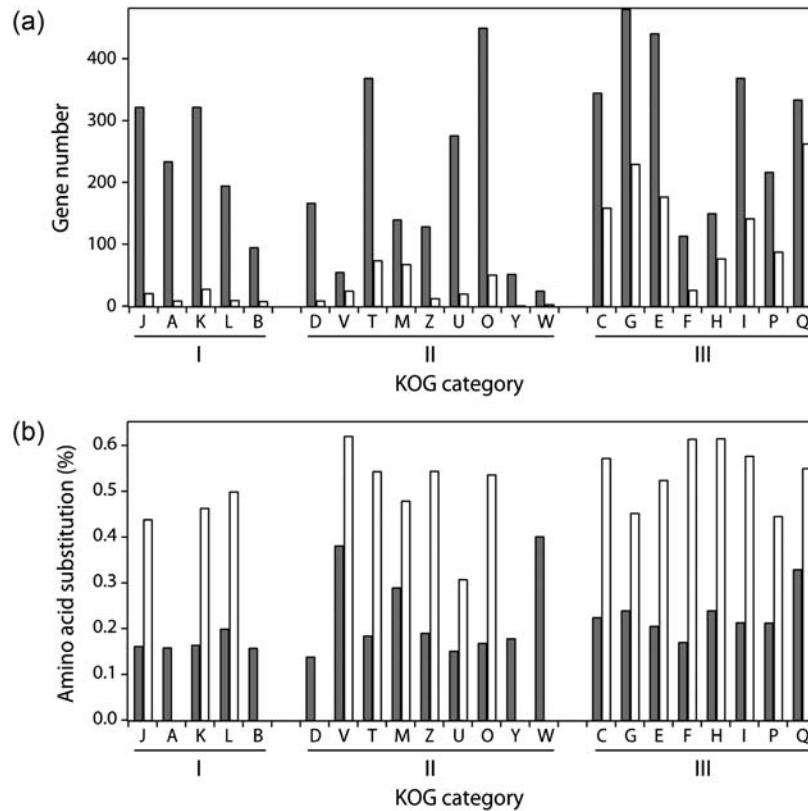 (a)
Gene number
400
300
200
100
0
J A K L B D V T M Z U O Y W C G E F H I P Q
I II III
KOG category
(b)
Amino acid substitution (%)
0.6
0.5
0.4
0.3
0.2
0.1
0.0
J A K L B D V T M Z U O Y W C G E F H I P Q
I II III
KOG category